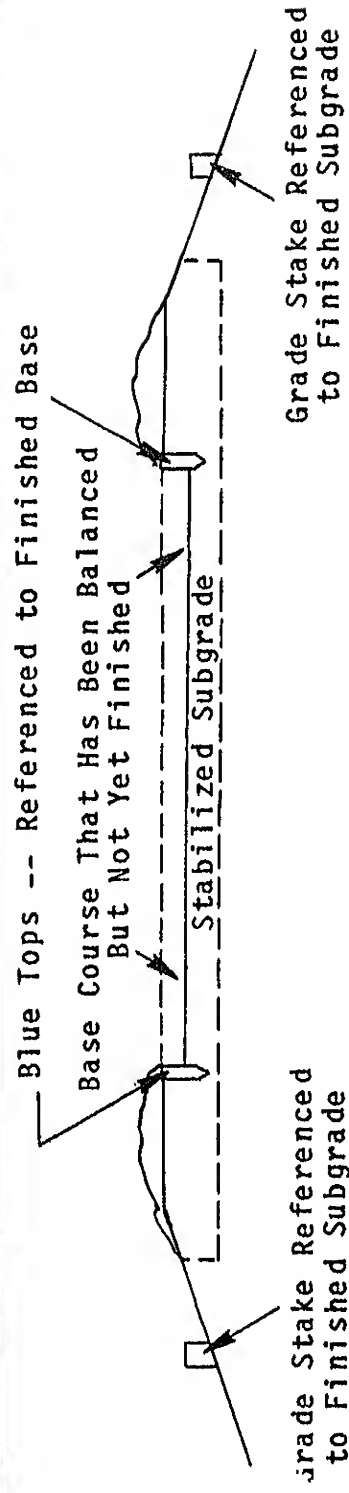 Blue Tops -- Referenced to Finished Base
Base Course That Has Been Balanced
But Not Yet Finished
Stabilized Subgrade
Grade Stake Referenced
to Finished Subgrade
rade Stake Referenced
to Finished Subgrade